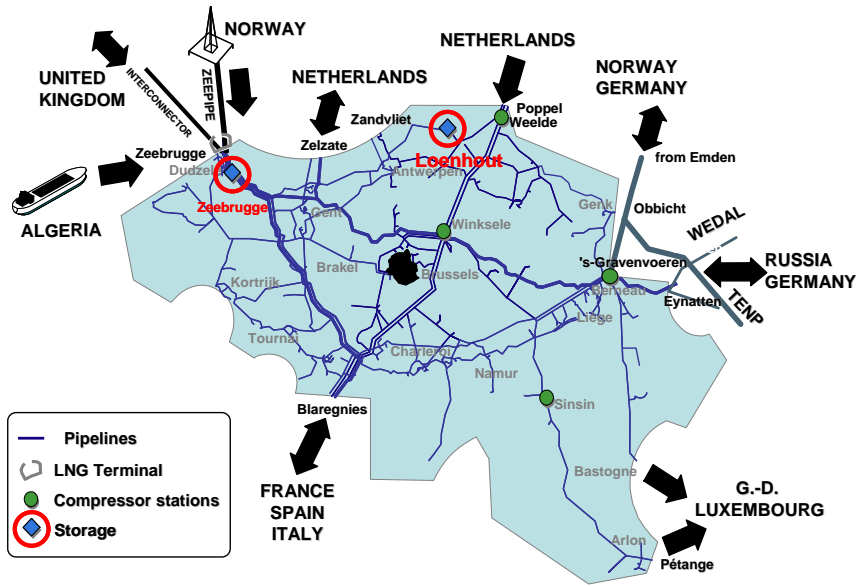 NORWAY
NETHERLANDS
UNITED
KINGDOM
INTERCONNECTOR
ZEEPIPE
NETHERLANDS
NORWAY
GERMANY
Zandvliet
Poppel
Weelde
Zelzate
Zeebrugge
Dudzele
Loenhout
Antwerpen
from Emden
ALGERIA
Zeebrugge
Gent
Genk
Obbicht
WEDAL
Winksele
's-Gravenvoeren
RUSSIA
GERMANY
Brakel
Brussels
Kortrijk
Berneau
Eynatten
TENP
Liège
Tournai
Charleroi
Namur
Sinsin
Blaregnies
Bastogne
FRANCE
SPAIN
ITALY
G.-D.
LUXEMBOURG
Arlon
Pétange
Pipelines
LNG Terminal
Compressor stations
Storage